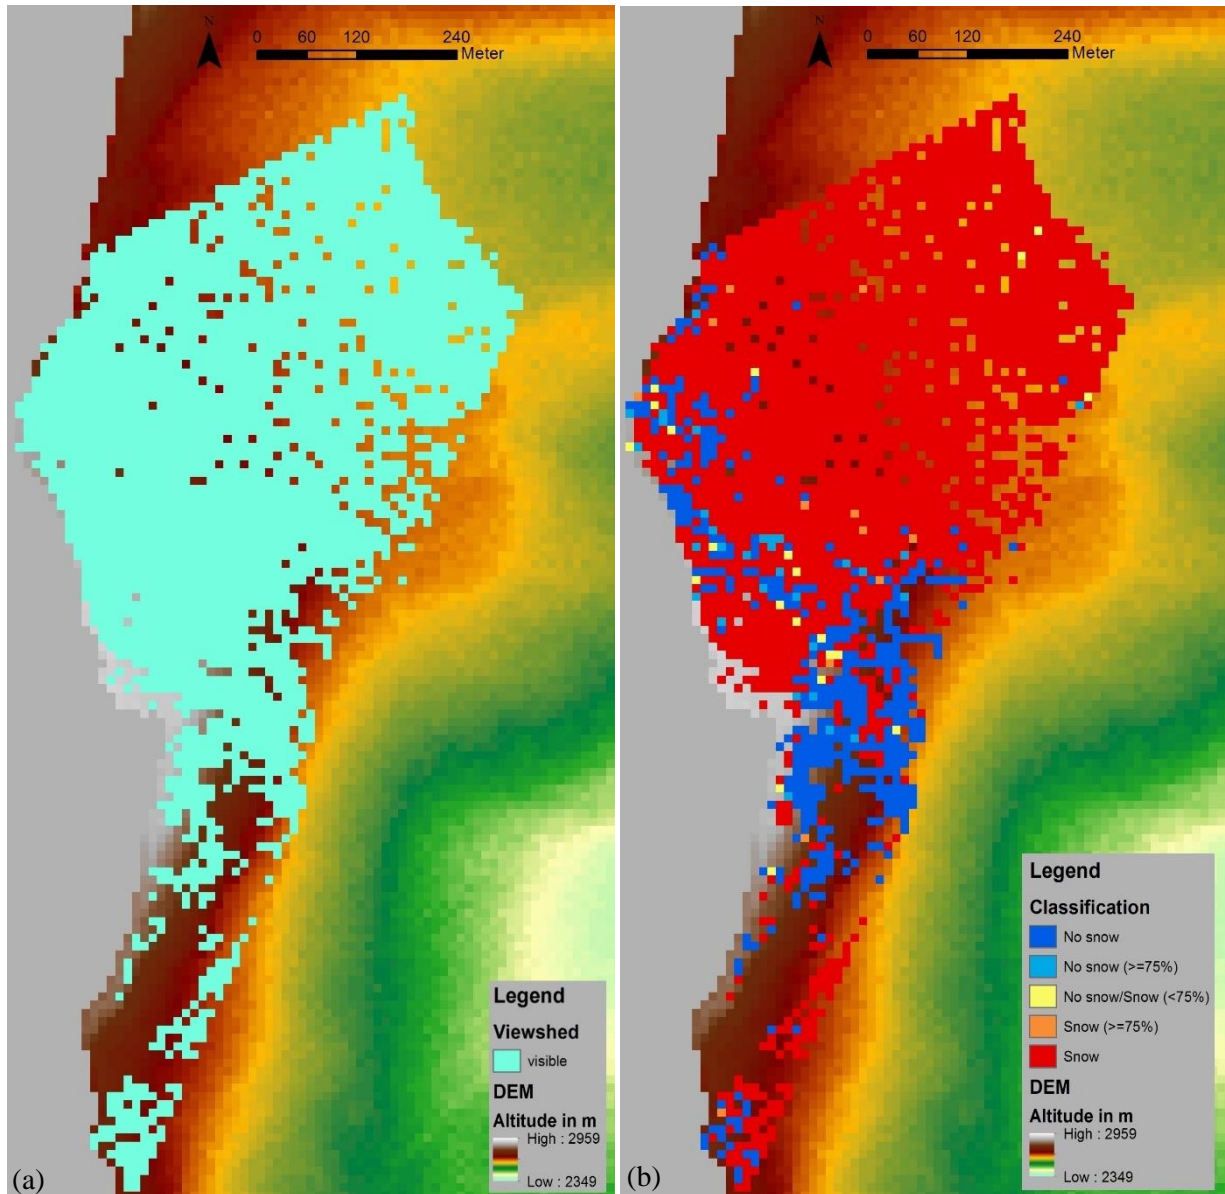 N
0 60 120 240
Meter
Legend
Viewshed
visible
DEM
Altitude in m
High : 2959
Low : 2349
(a)
N
0 60 120 240
Meter
Legend
Classification
No snow
No snow (>=75%)
No snow/Snow (<75%)
Snow (>=75%)
Snow
DEM
Altitude in m
High : 2959
Low : 2349
(b)